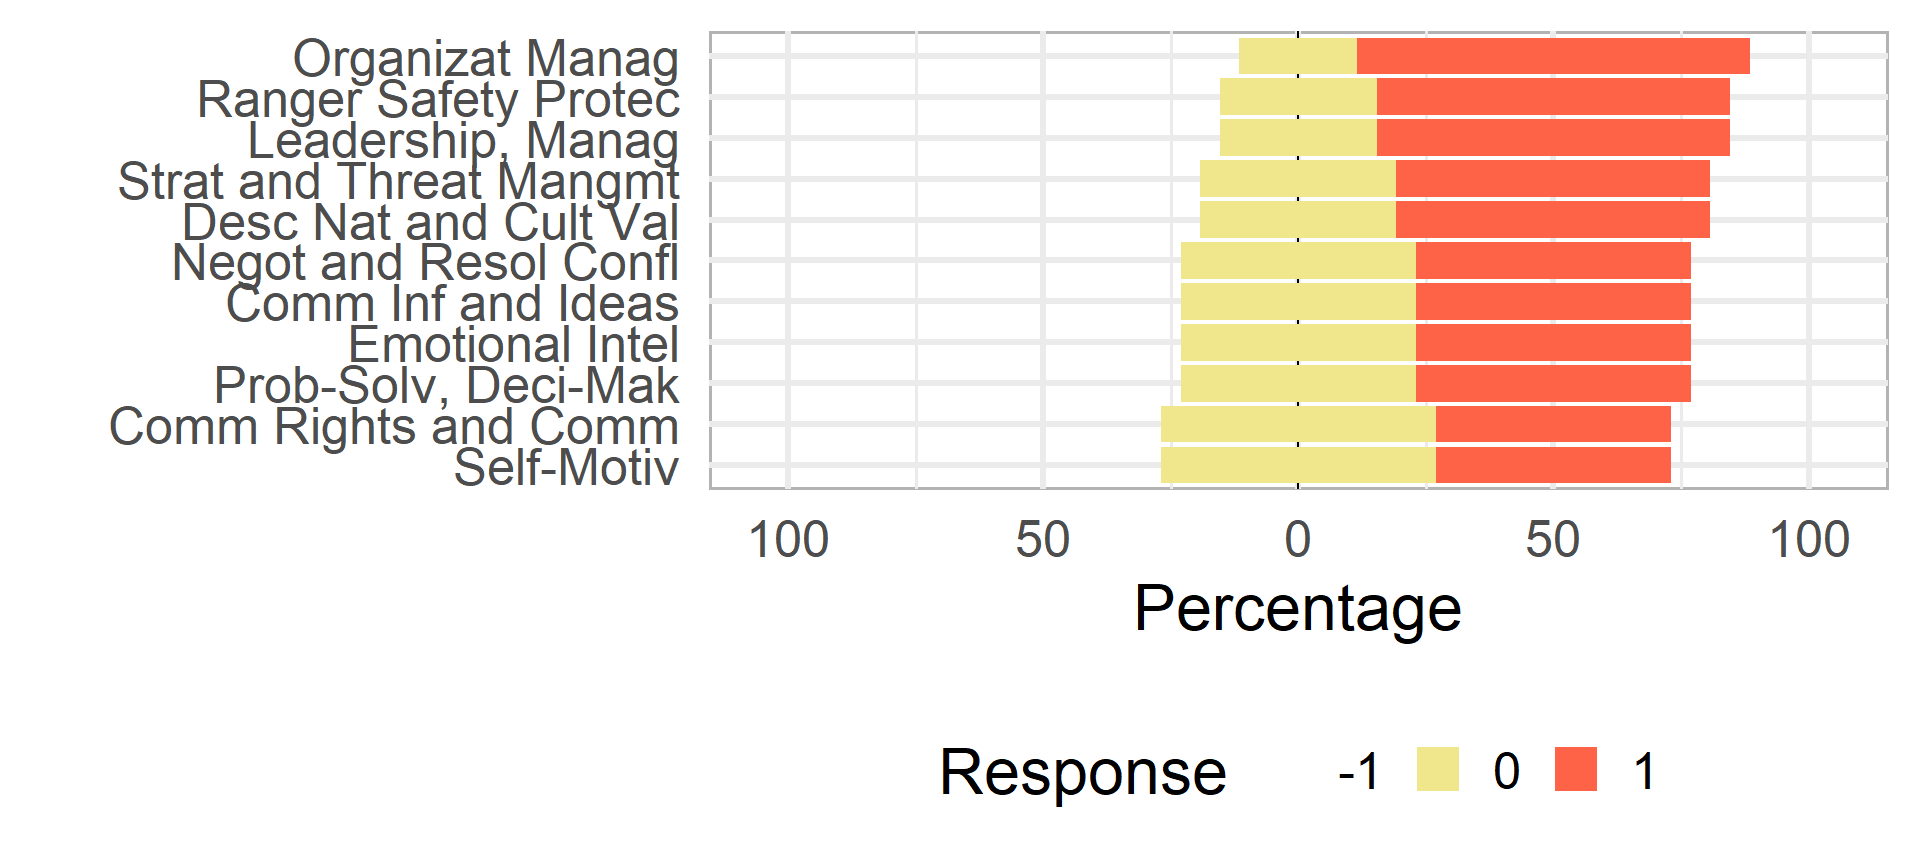 Organizat Manag
Ranger Safety Protec
Leadership, Manag
Strat and Threat Mangmt
Desc Nat and Cult Val
Negot and Resol Confl
Comm Inf and Ideas
Emotional Intel
Prob-Solv, Deci-Mak
Comm Rights and Comm
Self-Motiv
100 50 0 50 100
Percentage
Response -1 0 1